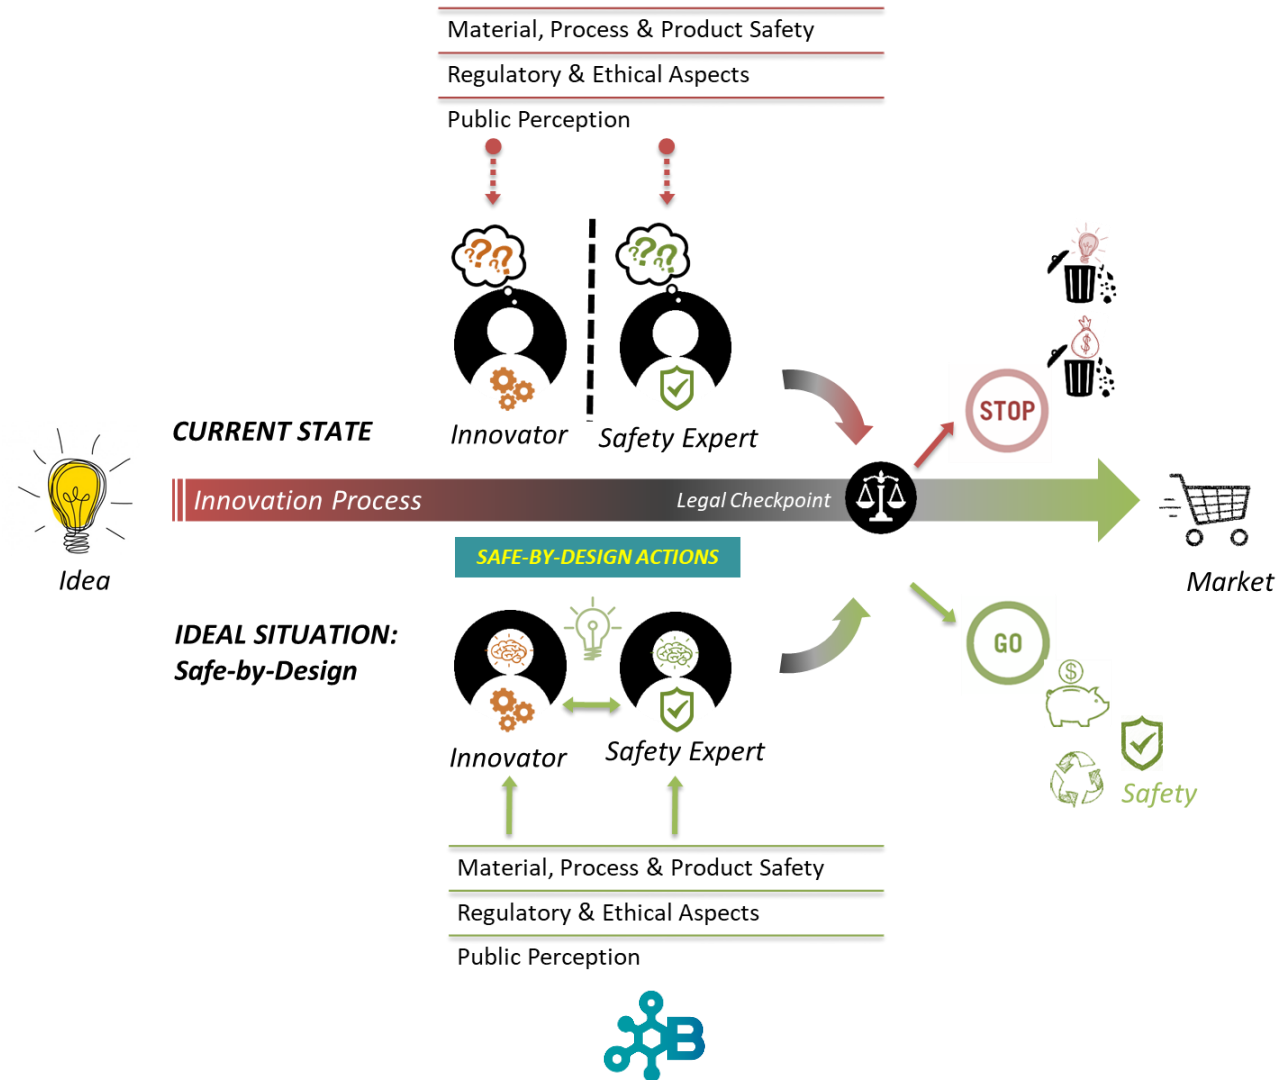 Material, Process & Product Safety
Regulatory & Ethical Aspects
Public Perception
?? ??
?? ??
CURRENT STATE
Innovator
Safety Expert
$
STOP
Innovation Process
Legal Checkpoint
Idea
Market
SAFE-BY-DESIGN ACTIONS
IDEAL SITUATION:
Safe-by-Design
Innovator
Safety Expert
GO
$
Safety
Material, Process & Product Safety
Regulatory & Ethical Aspects
Public Perception
B